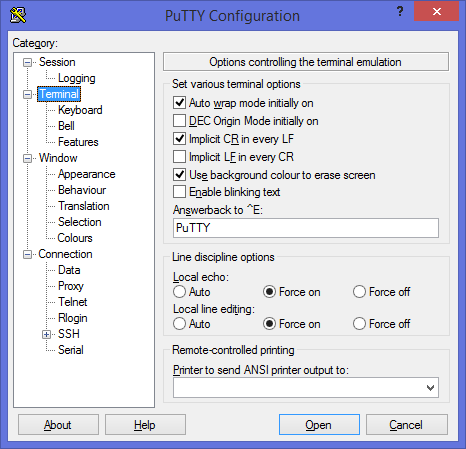 PuTTY Configuration
? ×
Category:
Session
Logging
Terminal
Keyboard
Bell
Features
Window
Appearance
Behaviour
Translation
Selection
Colours
Connection
Data
Proxy
Telnet
Rlogin
SSH
Serial
Options controlling the terminal emulation
Set various terminal options
Auto wrap mode initially on
DEC Origin Mode initially on
Implicit CR in every LF
Implicit LF in every CR
Use background colour to erase screen
Enable blinking text
Answerback to ^E:
PuTTY
Line discipline options
Local echo:
Auto Force on Force off
Local line editing:
Auto Force on Force off
Remote-controlled printing
Printer to send ANSI printer output to:
About Help Open Cancel